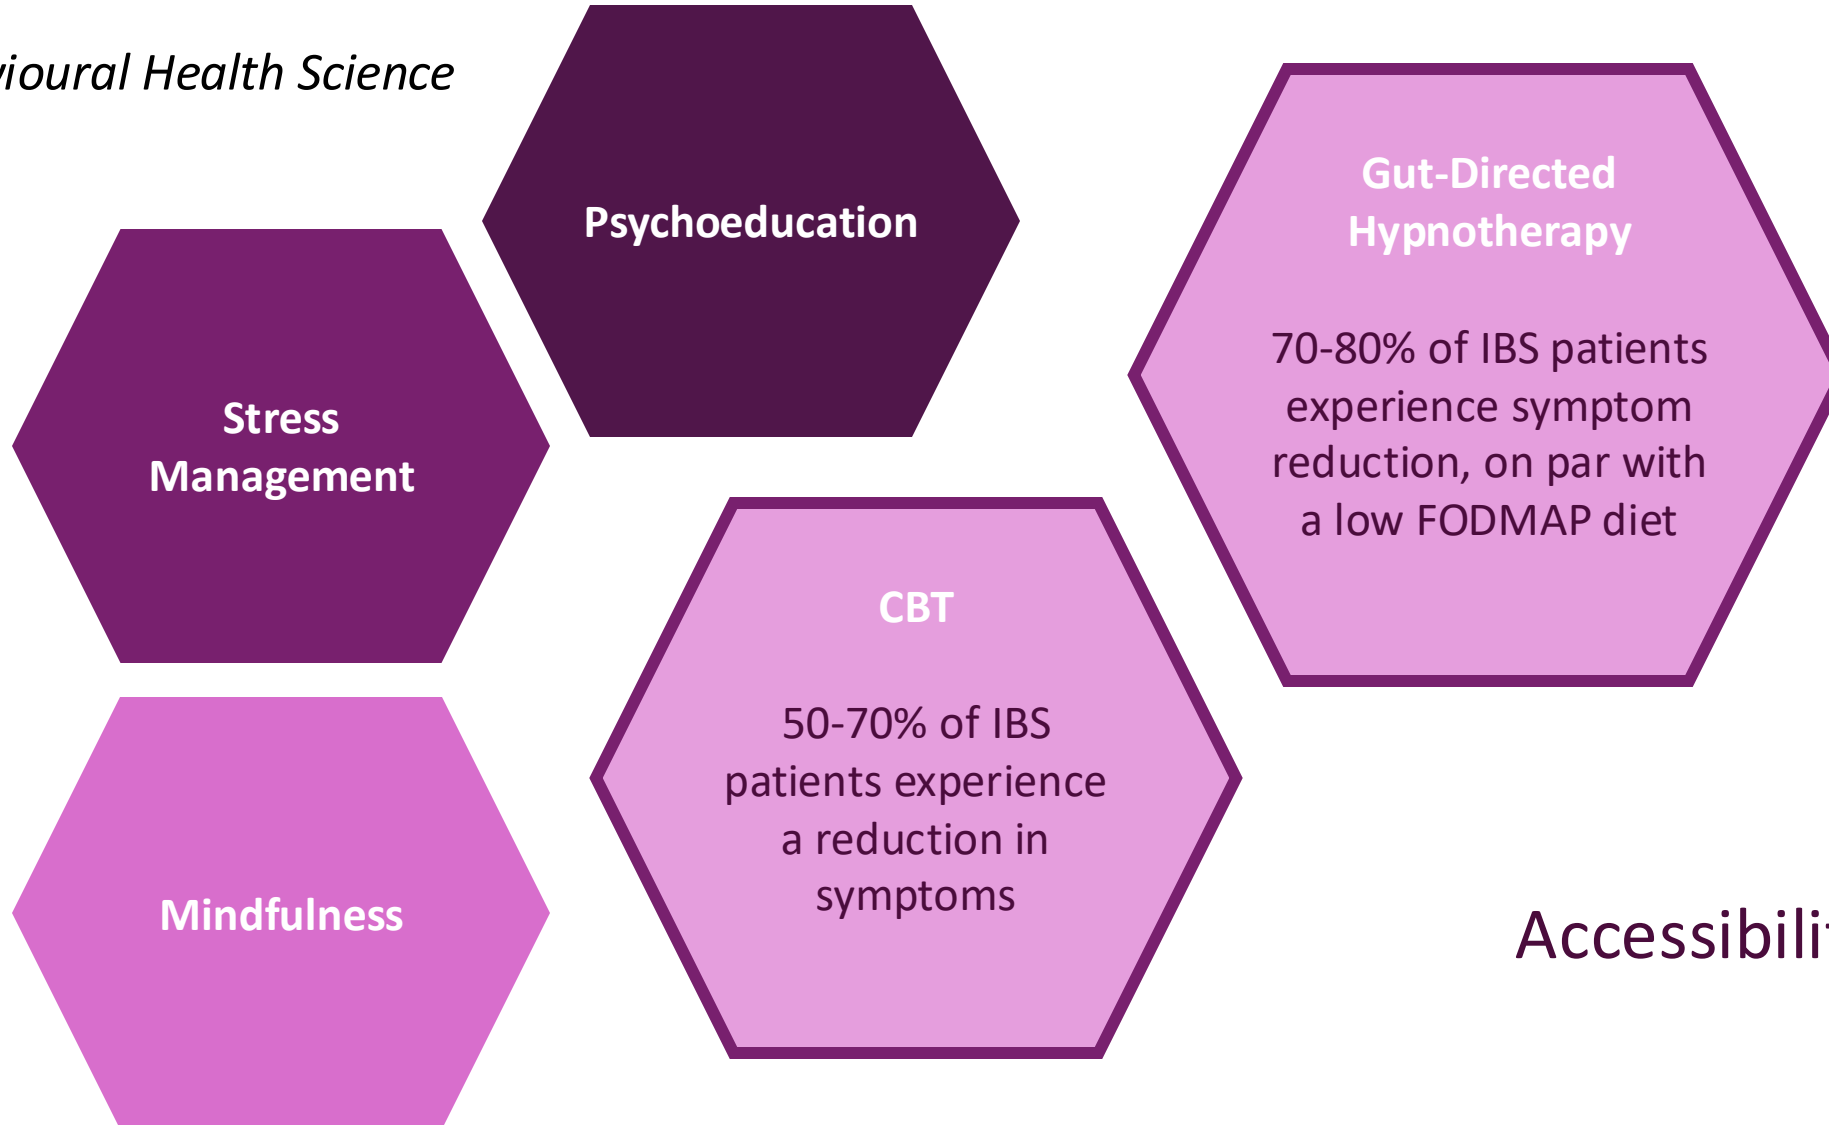 vioural Health Science
Psychoeducation
Stress
Management
Mindfulness
CBT
50-70% of IBS
patients experience
a reduction in
symptoms
Gut-Directed
Hypnotherapy
70-80% of IBS patients
experience symptom
reduction, on par with
a low FODMAP diet
Accessibili